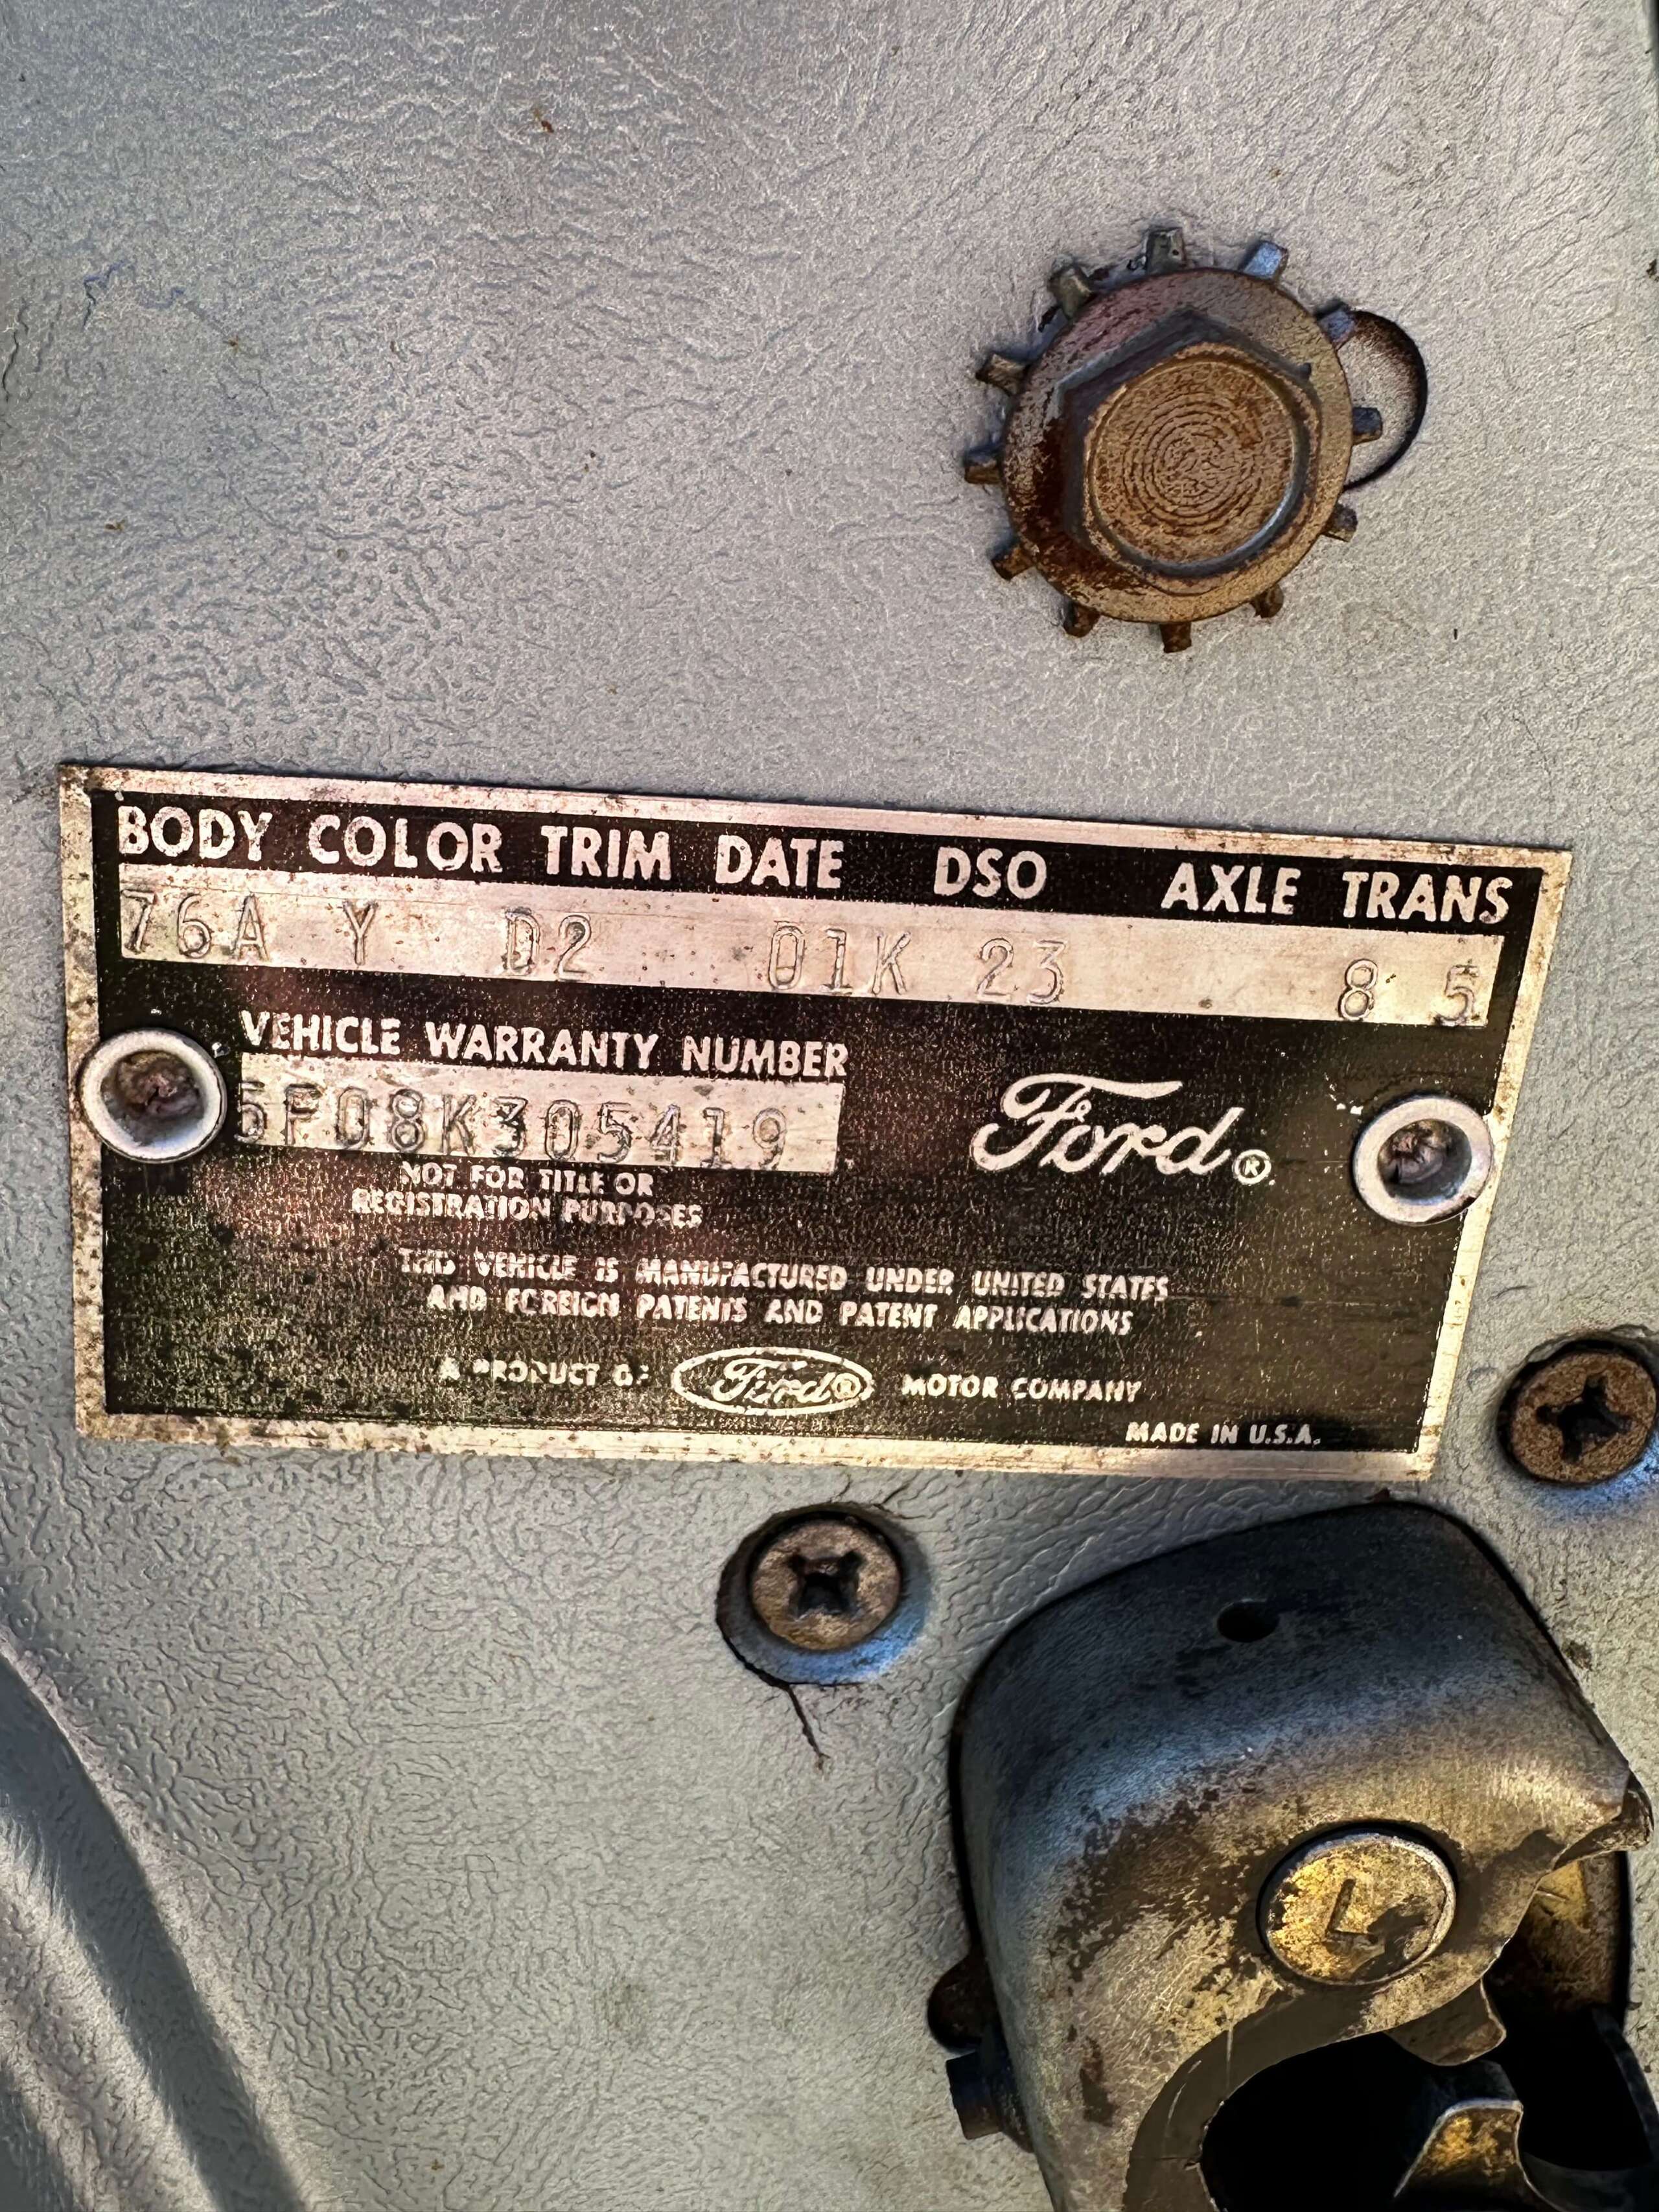 BODY COLOR TRIM DATE DSO AXLE TRANS
76A Y D2 01K 23 8 5
VEHICLE WARRANTY NUMBER
5F08K305419
Ford®
NOT FOR TITLE OR
REGISTRATION PURPOSES
THIS VEHICLE IS MANUFACTURED UNDER UNITED STATES
AND FOREIGN PATENTS AND PATENT APPLICATIONS
A PRODUCT OF Ford® MOTOR COMPANY
MADE IN U.S.A.
L